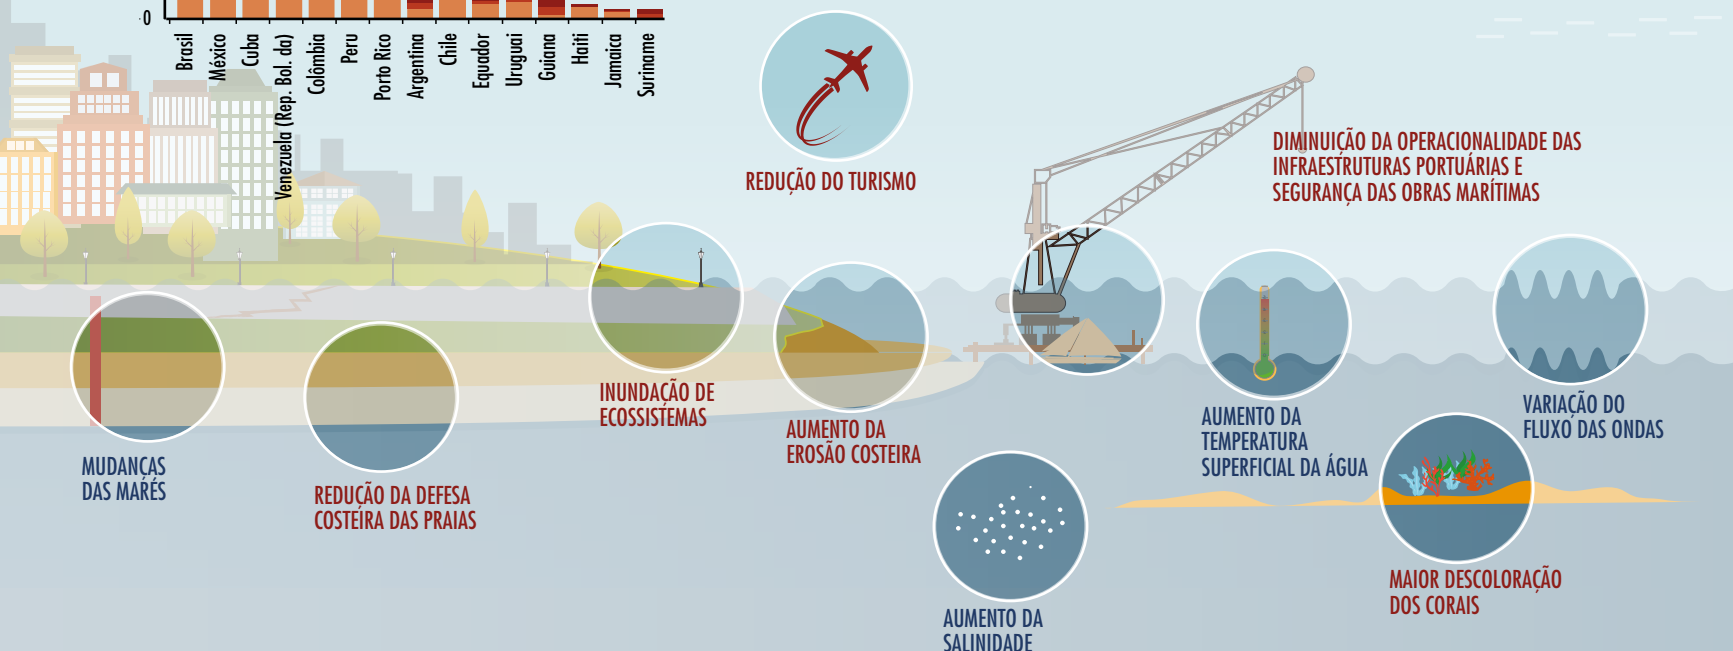 0
Brasil
México
Cuba
Venezuela (Rep. Bol. da)
Colômbia
Peru
Porto Rico
Argentina
Chile
Equador
Uruguai
Guiana
Haiti
Jamaica
Suriname
REDUÇÃO DO TURISMO
DIMINUIÇÃO DA OPERACIONALIDADE DAS
INFRAESTRUTURAS PORTUÁRIAS E
SEGURANÇA DAS OBRAS MARÍTIMAS
INUNDAÇÃO DE
ECOSSISTEMAS
AUMENTO DA
EROSÃO COSTEIRA
AUMENTO DA
TEMPERATURA
SUPERFICIAL DA ÁGUA
VARIAÇÃO DO
FLUXO DAS ONDAS
MUDANÇAS
DAS MARÉS
REDUÇÃO DA DEFESA
COSTEIRA DAS PRAIAS
MAIOR DESCOLORAÇÃO
DOS CORAIS
AUMENTO DA
SALINIDADE